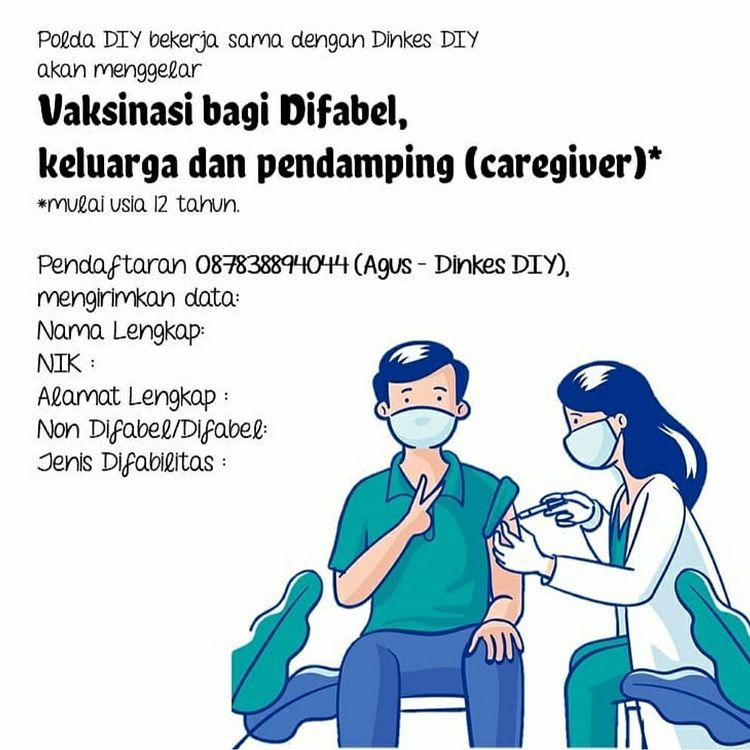 Polda DIY bekerja sama dengan Dinkes DIY
akan menggelar
Vaksinasi bagi Difabel,
keluarga dan pendamping (caregiver)*
*mulai usia 12 tahun.
Pendaftaran 087838894044 (Agus - Dinkes DIY),
mengirimkan data:
Nama Lengkap:
NIK :
Alamat Lengkap :
Non Difabel/Difabel:
Jenis Difabilitas :